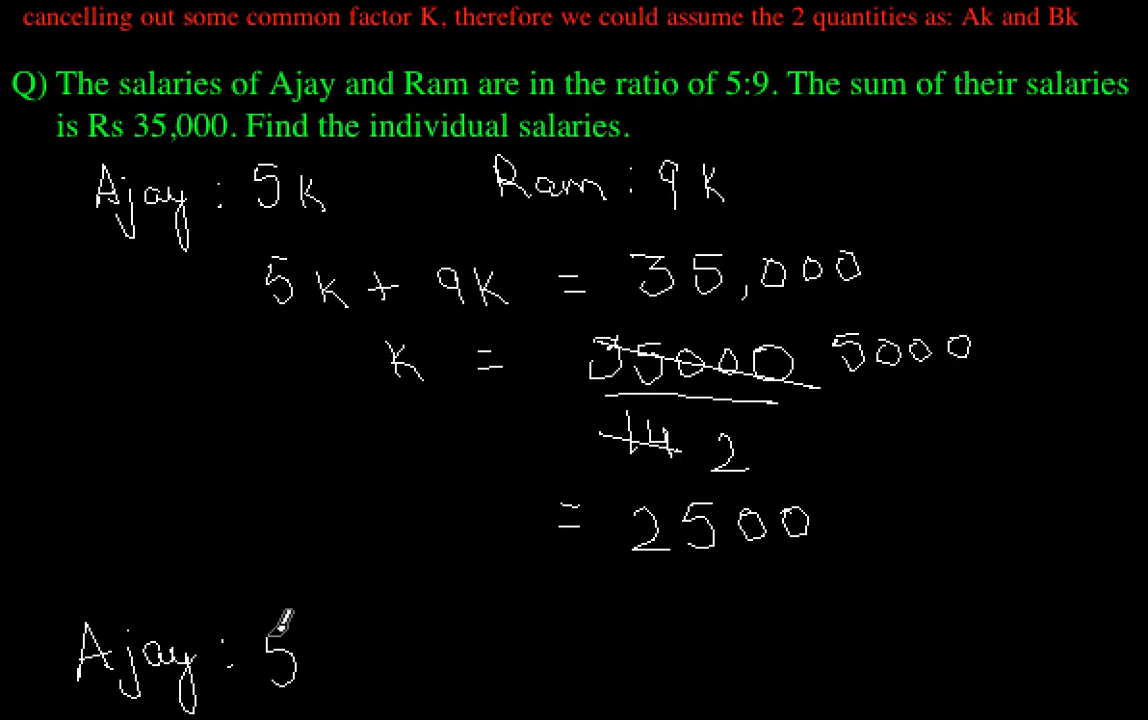 cancelling out some common factor K, therefore we could assume the 2 quantities as: Ak and Bk
Q) The salaries of Ajay and Ram are in the ratio of 5:9. The sum of their salaries
is Rs 35,000. Find the individual salaries.
Ajay : 5K Ram : 9K
5K + 9K = 35,000
K = 35000 5000
14 2
= 2500
Ajay : 5